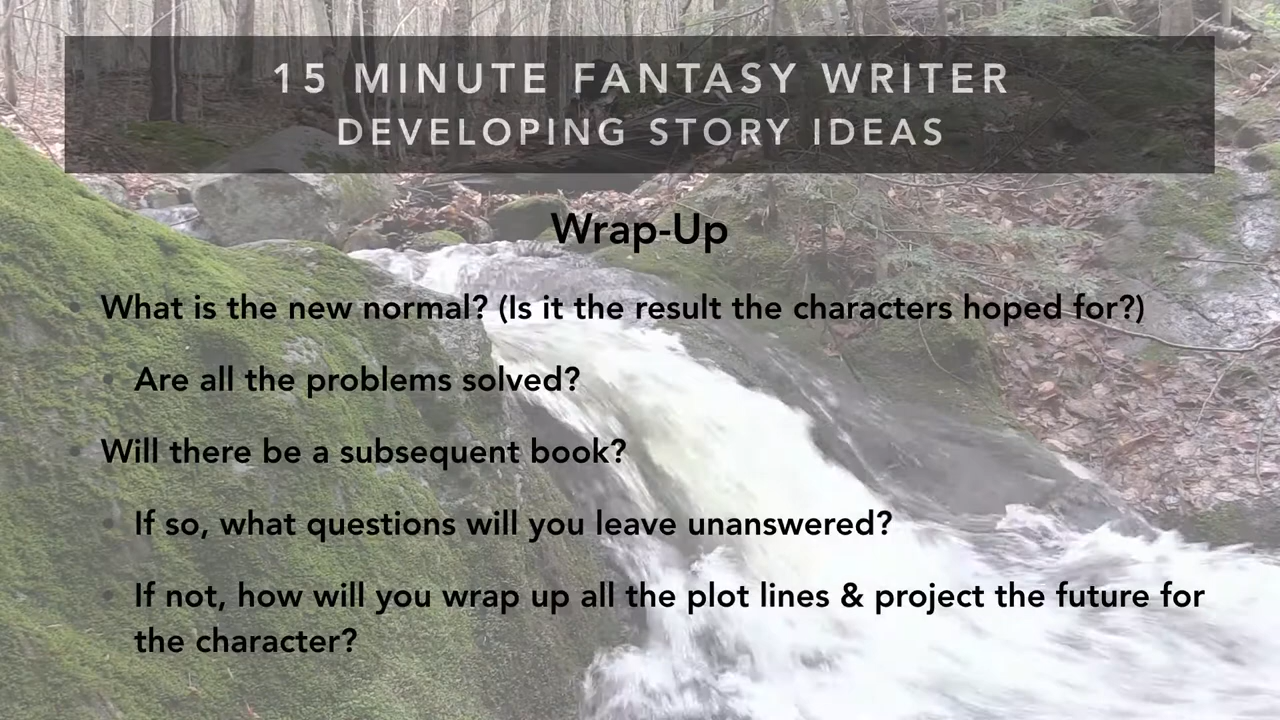 15 MINUTE FANTASY WRITER
DEVELOPING STORY IDEAS
Wrap-Up
What is the new normal? (Is it the result the characters hoped for?)
Are all the problems solved?
Will there be a subsequent book?
If so, what questions will you leave unanswered?
If not, how will you wrap up all the plot lines & project the future for
the character?